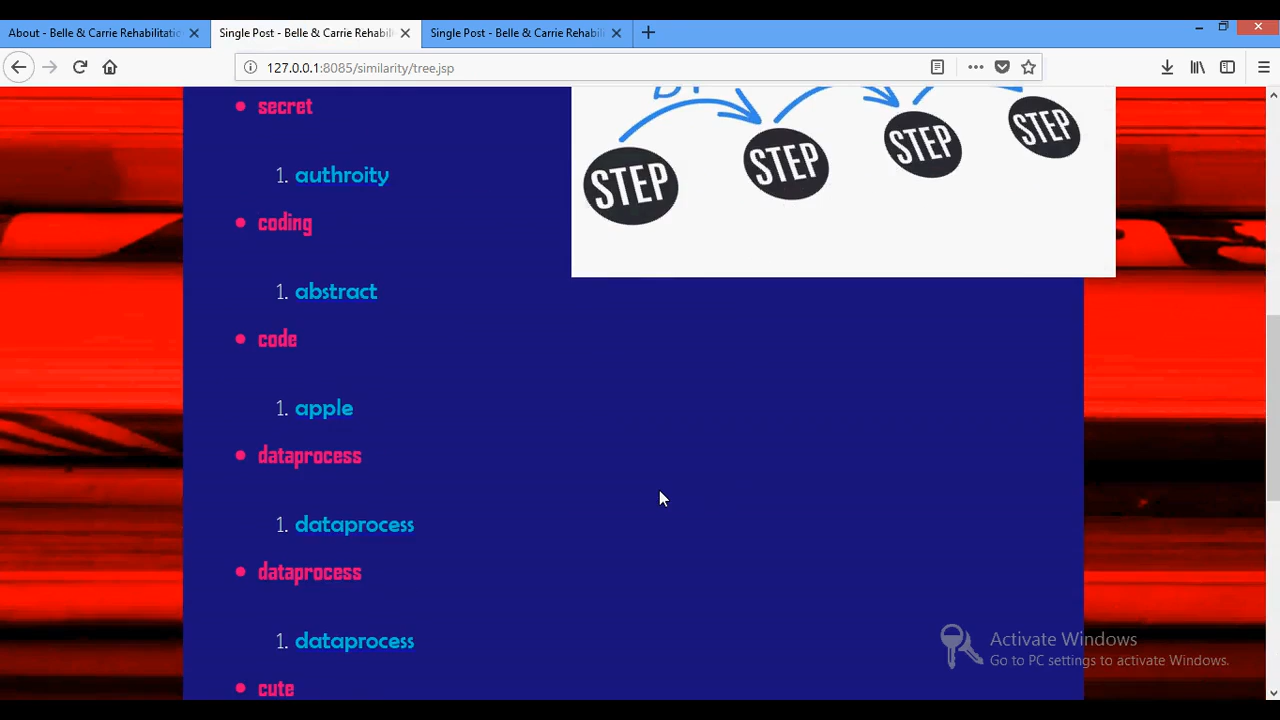 About - Belle & Carrie Rehabilitatio
Single Post - Belle & Carrie Rehabili
Single Post - Belle & Carrie Rehabili
127.0.0.1:8085/similarity/tree.jsp
secret
1. authroity
coding
1. abstract
code
1. apple
dataprocess
1. dataprocess
dataprocess
1. dataprocess
cute
STEP
STEP
STEP
STEP
Activate Windows
Go to PC settings to activate Windows.